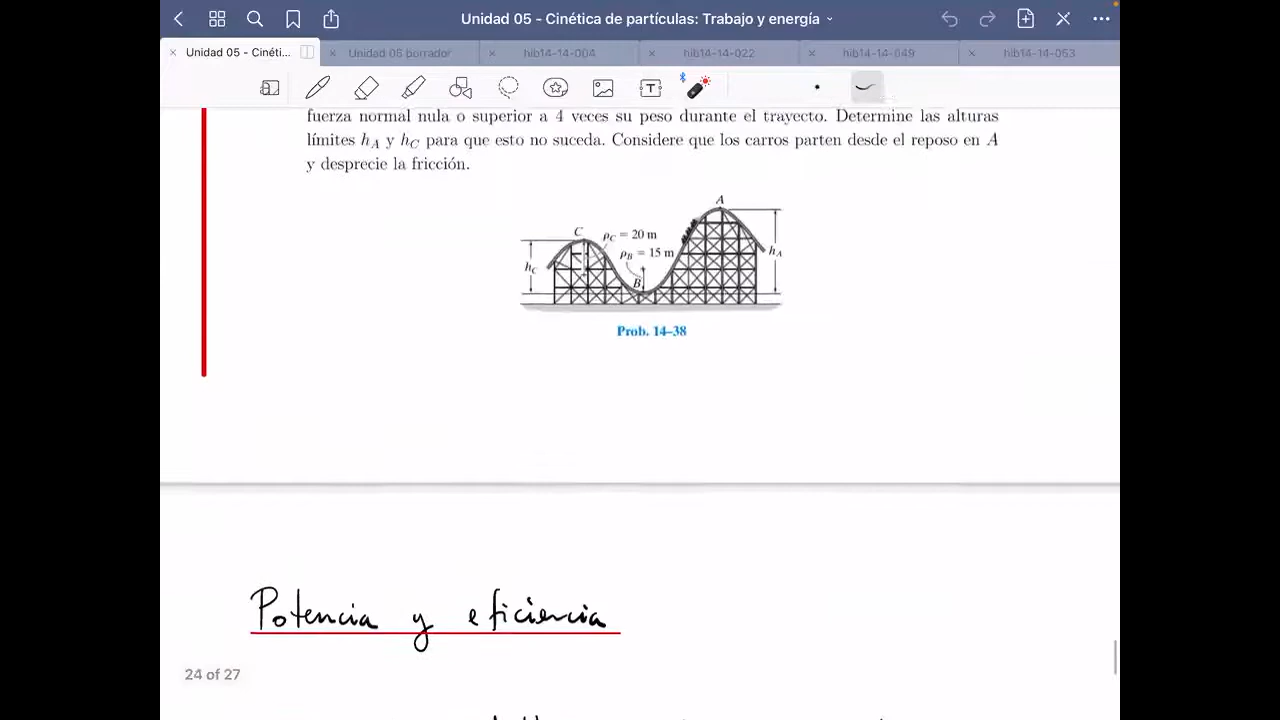 Unidad 05 - Cinética de partículas: Trabajo y energía
Unidad 05 - Cinéti...
Unidad 06 borrador
hib14-14-004
hib14-14-022
hib14-14-049
hib14-14-053
T
fuerza normal nula o superior a 4 veces su peso durante el trayecto. Determine las alturas
límites hA y hC para que esto no suceda. Considere que los carros parten desde el reposo en A
y desprecie la fricción.
A
C
ρC = 20 m
ρB = 15 m
hA
hC
B
Prob. 14–38
Potencia y eficiencia
24 of 27